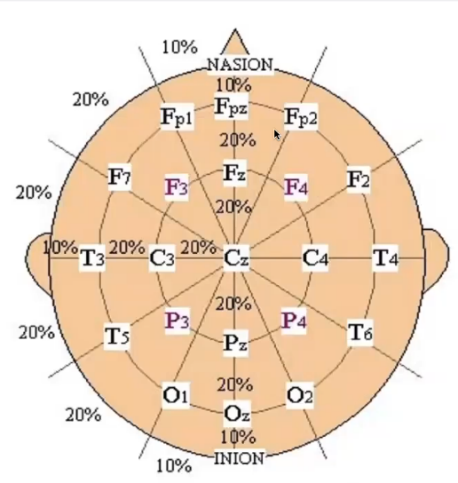 10%
NASION
20%
10%
Fp1
Fpz
Fp2
20%
F7
Fz
F2
F3
F4
20%
20%
10%
T3
20%
C3
20%
Cz
C4
T4
20%
P3
P4
20%
T5
Pz
T6
20%
O1
O2
20%
Oz
10%
10%
INION